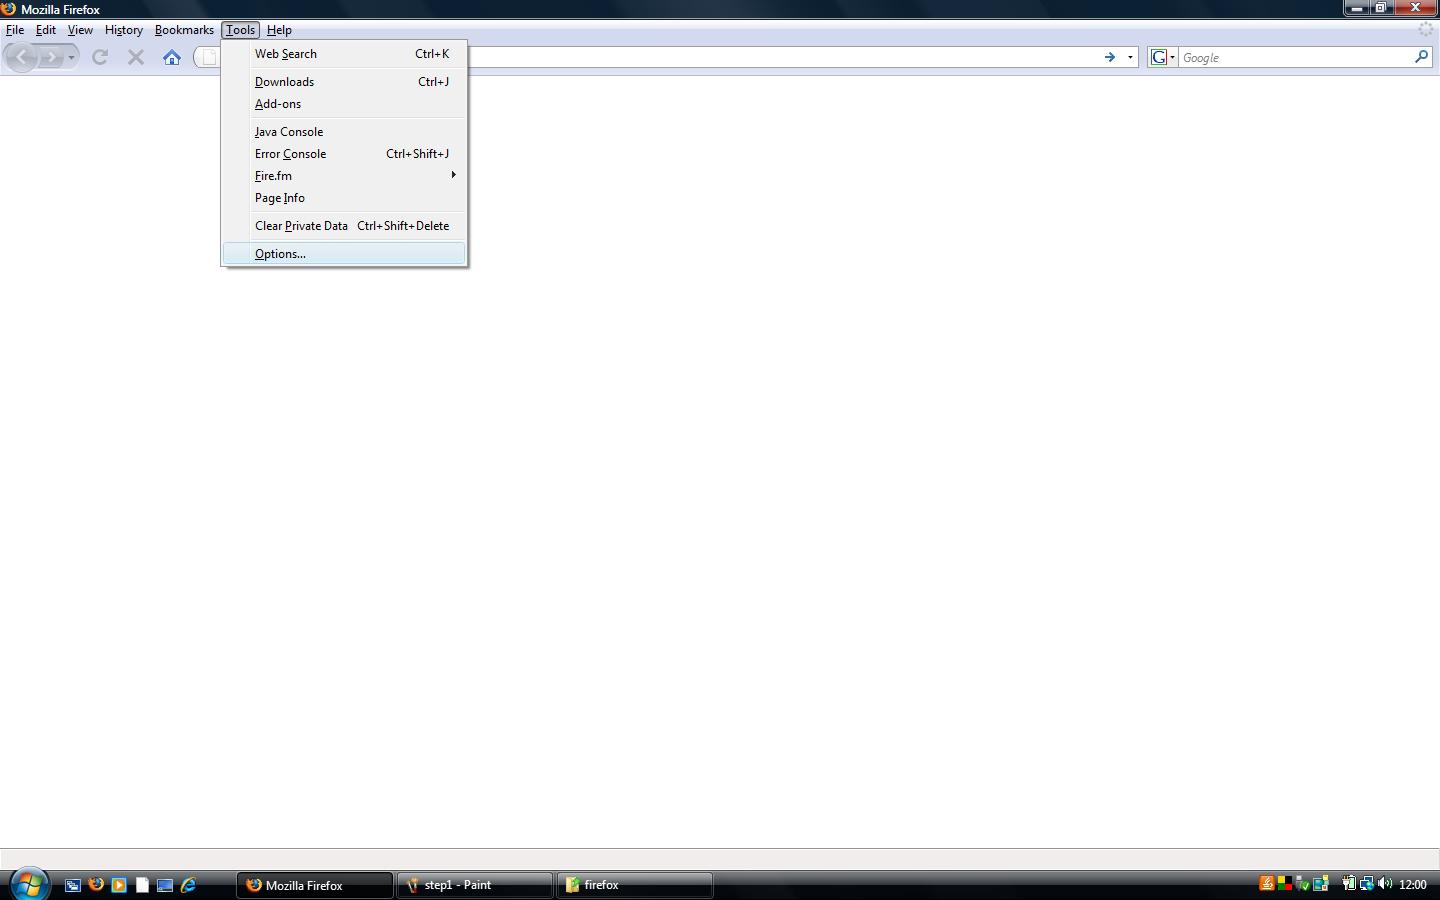 Mozilla Firefox
File Edit View History Bookmarks Tools Help
Google
Web Search Ctrl+K
Downloads Ctrl+J
Add-ons
Java Console
Error Console Ctrl+Shift+J
Fire.fm
Page Info
Clear Private Data Ctrl+Shift+Delete
Options...
Mozilla Firefox step1 - Paint firefox 12:00